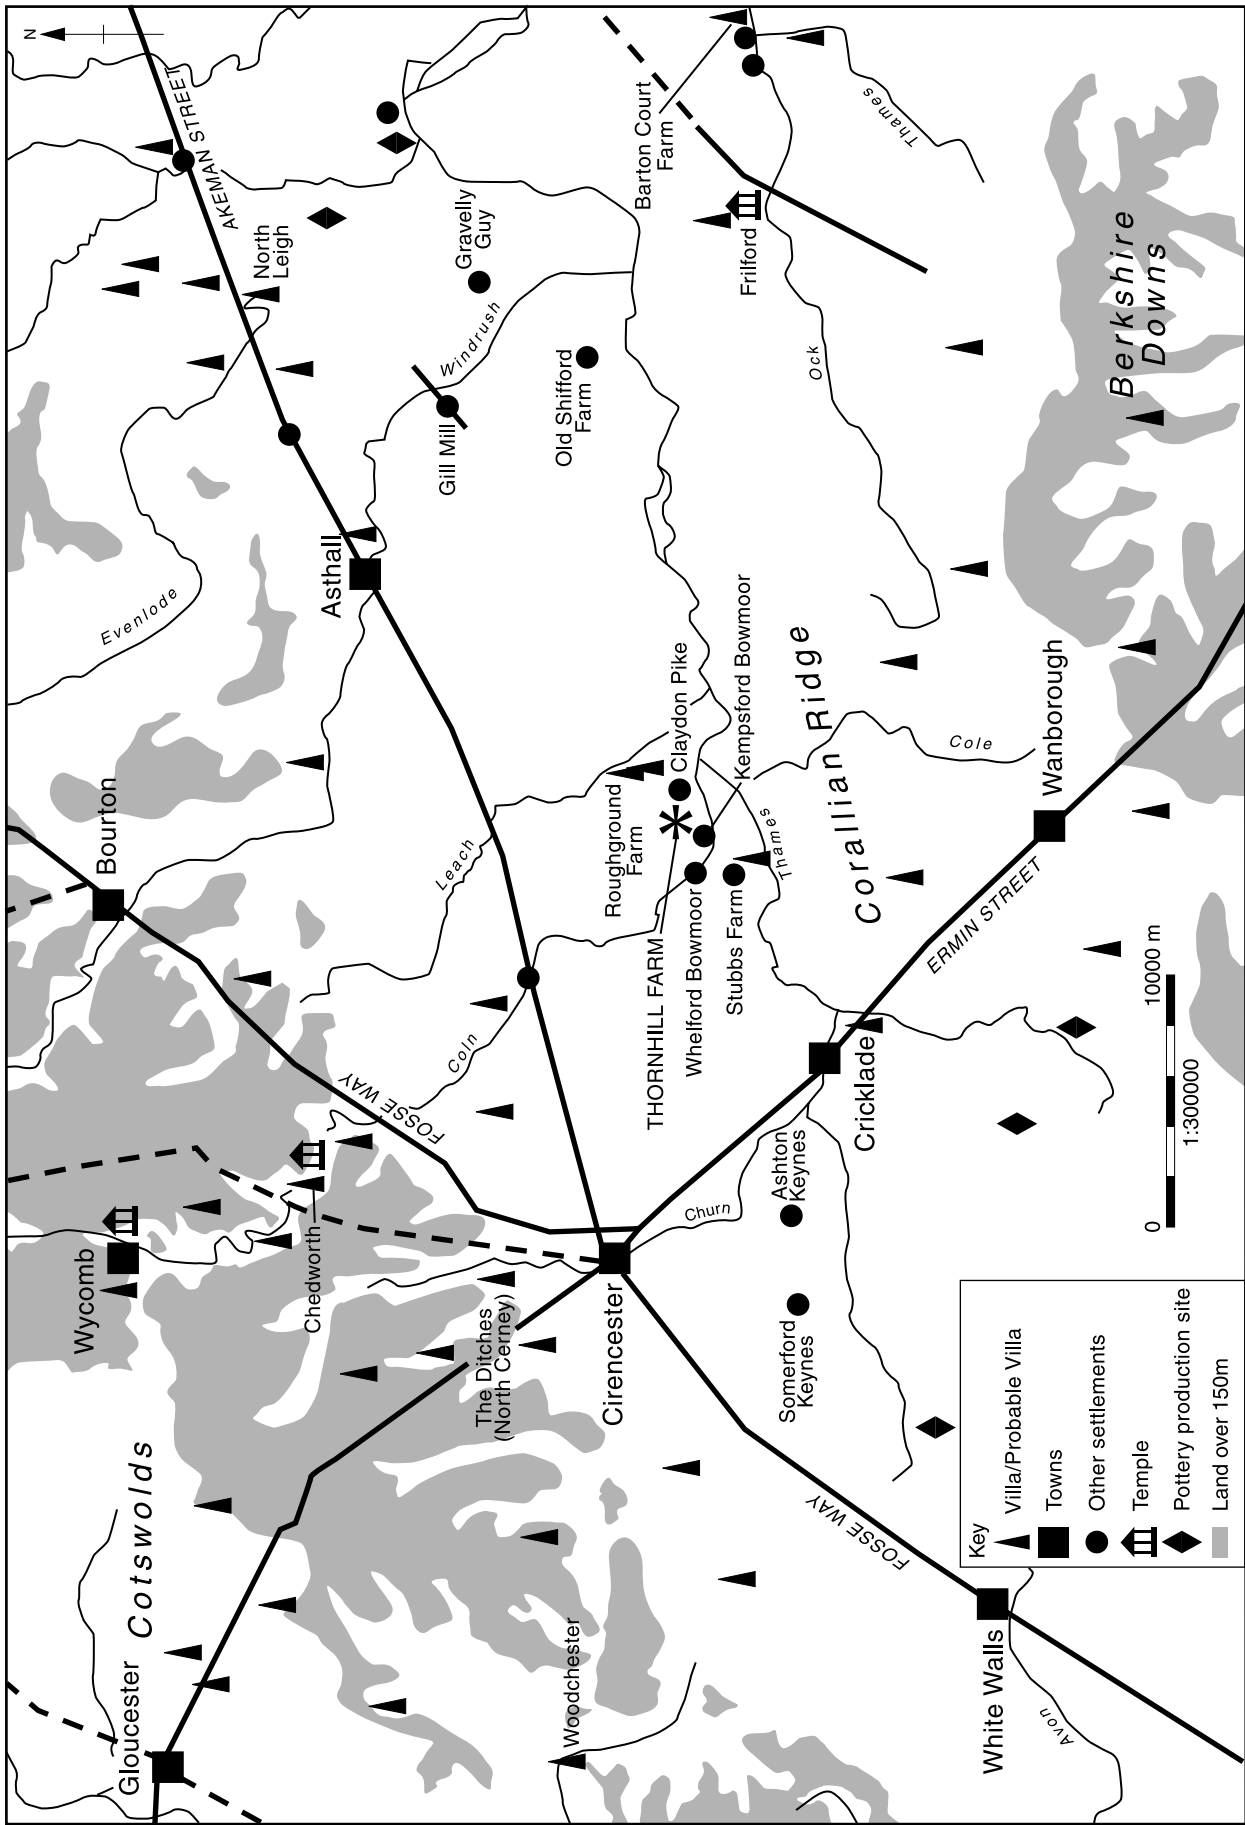 N
Cotswolds
Gloucester
Wycomb
Bourton
Evenlode
AKEMAN STREET
North
Leigh
Asthall
Chedworth
FOSSE WAY
Coln
Leach
Gill Mill
Windrush
Gravelly
Guy
The Ditches
(North Cerney)
Woodchester
Cirencester
Old Shifford
Farm
Barton Court
Farm
Roughground
Farm
THORNHILL FARM
Claydon Pike
Whelford Bowmoor
Kempsford Bowmoor
Stubbs Farm
Churn
Frilford
Thames
Thames
Ock
Somerford
Keynes
Ashton
Keynes
Corallian Ridge
Cricklade
FOSSE WAY
ERMIN STREET
Cole
Wanborough
White Walls
Avon
Berkshire
Downs
Key
Villa/Probable Villa
Towns
Other settlements
Temple
Pottery production site
Land over 150m
0
10000 m
1:300000